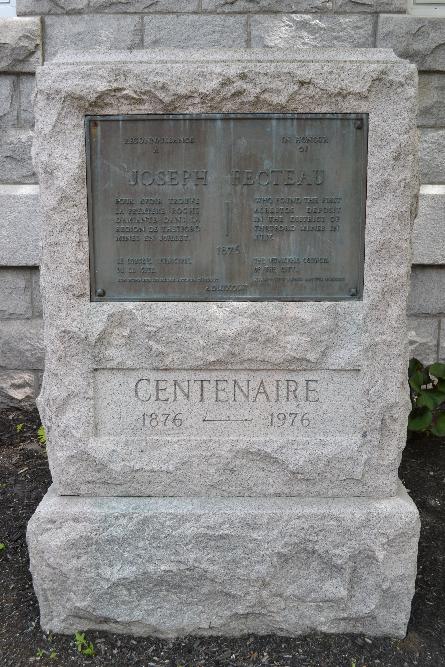 RECONNAISSANCE
À
IN HONOUR
OF
JOSEPH FECTEAU
POUR AVOIR TROUVÉ
LA PREMIÈRE ROCHE
D'AMIANTE DANS LA
RÉGION DE THETFORD
MINES EN JUILLET.
WHO FOUND THE FIRST
ASBESTOS DEPOSIT
IN THE DISTRICT OF
THETFORD MINES IN
JULY.
1876
LE CONSEIL MUNICIPAL
DE LA CITÉ.
THE MUNICIPAL COUNCIL
OF THE CITY.
CENTENAIRE
1876 — 1976